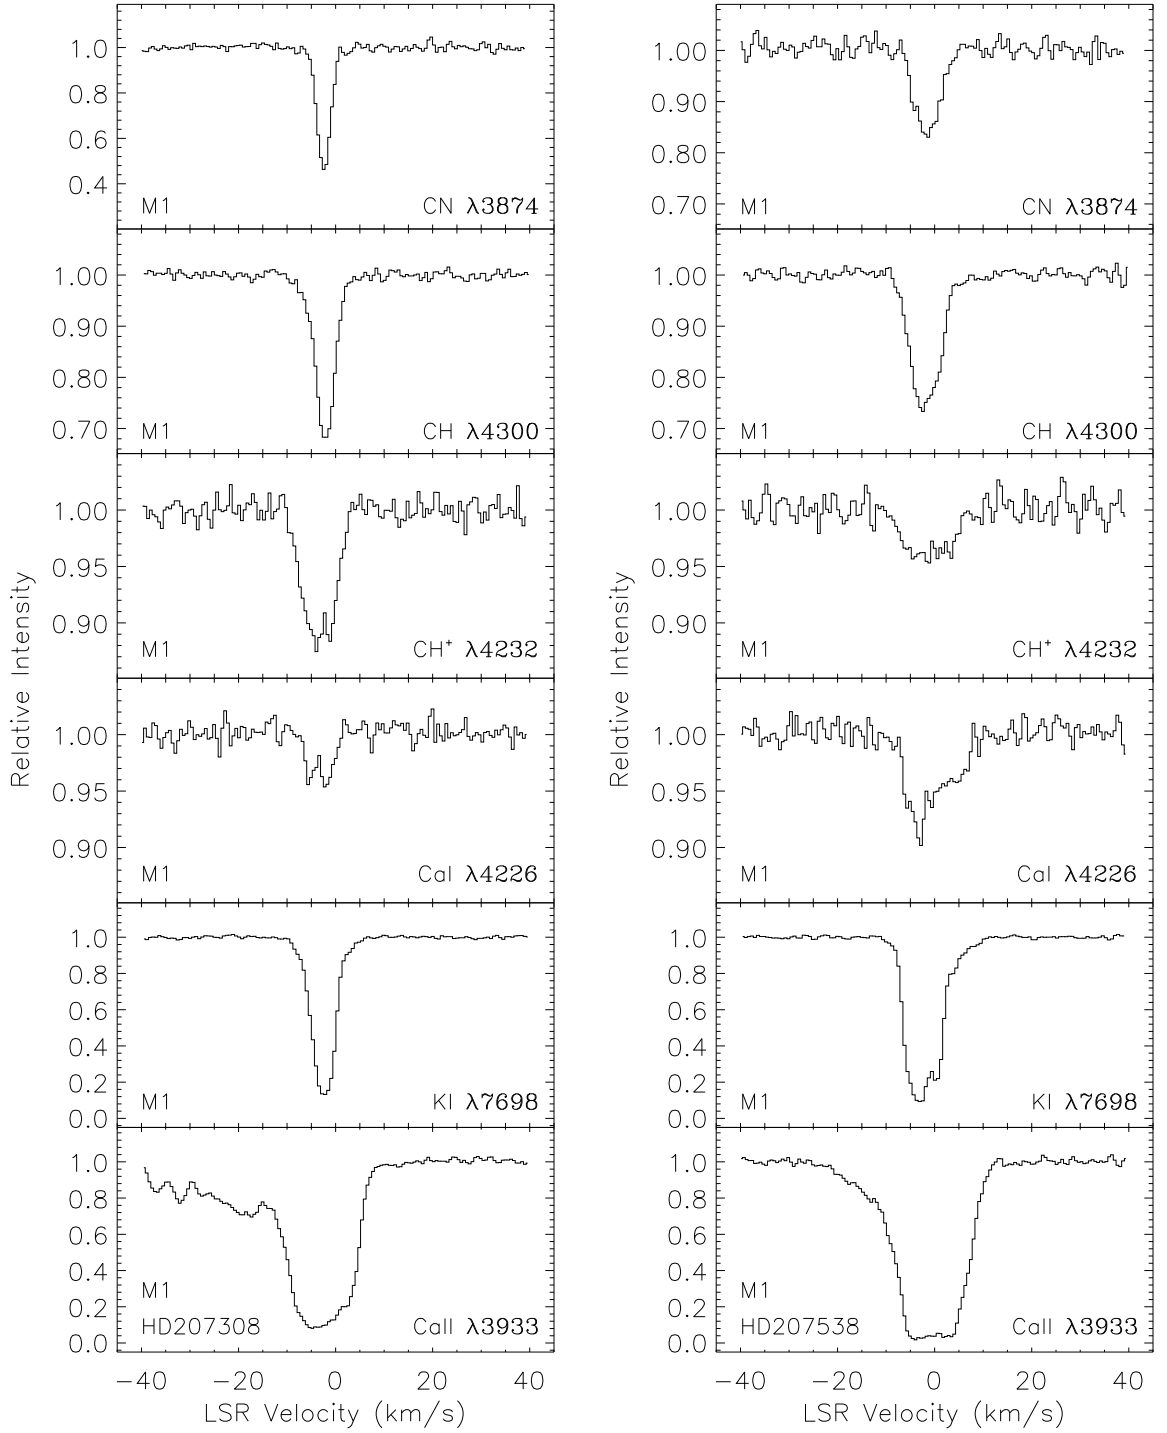 1.0
0.8
0.6
0.4
M1 CN λ3874
1.00
0.90
0.80
0.70
M1 CH λ4300
1.00
0.95
0.90
M1 CH⁺ λ4232
1.00
0.95
0.90
M1 CaI λ4226
1.0
0.8
0.6
0.4
0.2
0.0
M1 KI λ7698
1.0
0.8
0.6
0.4
0.2
0.0
M1
HD207308 CaII λ3933
−40 −20 0 20 40
LSR Velocity (km/s)
Relative Intensity
1.00
0.90
0.80
0.70
M1 CN λ3874
1.00
0.90
0.80
0.70
M1 CH λ4300
1.00
0.95
0.90
M1 CH⁺ λ4232
1.00
0.95
0.90
M1 CaI λ4226
1.0
0.8
0.6
0.4
0.2
0.0
M1 KI λ7698
1.0
0.8
0.6
0.4
0.2
0.0
M1
HD207538 CaII λ3933
−40 −20 0 20 40
LSR Velocity (km/s)
Relative Intensity